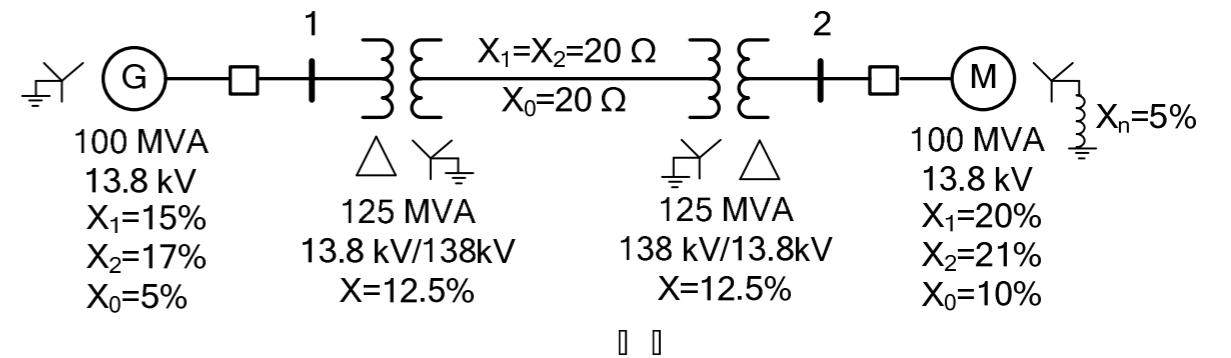 1
2
G
X₁=X₂=20 Ω
X₀=20 Ω
M
Xₙ=5%
100 MVA
13.8 kV
X₁=15%
X₂=17%
X₀=5%
125 MVA
13.8 kV/138kV
X=12.5%
125 MVA
138 kV/13.8kV
X=12.5%
100 MVA
13.8 kV
X₁=20%
X₂=21%
X₀=10%